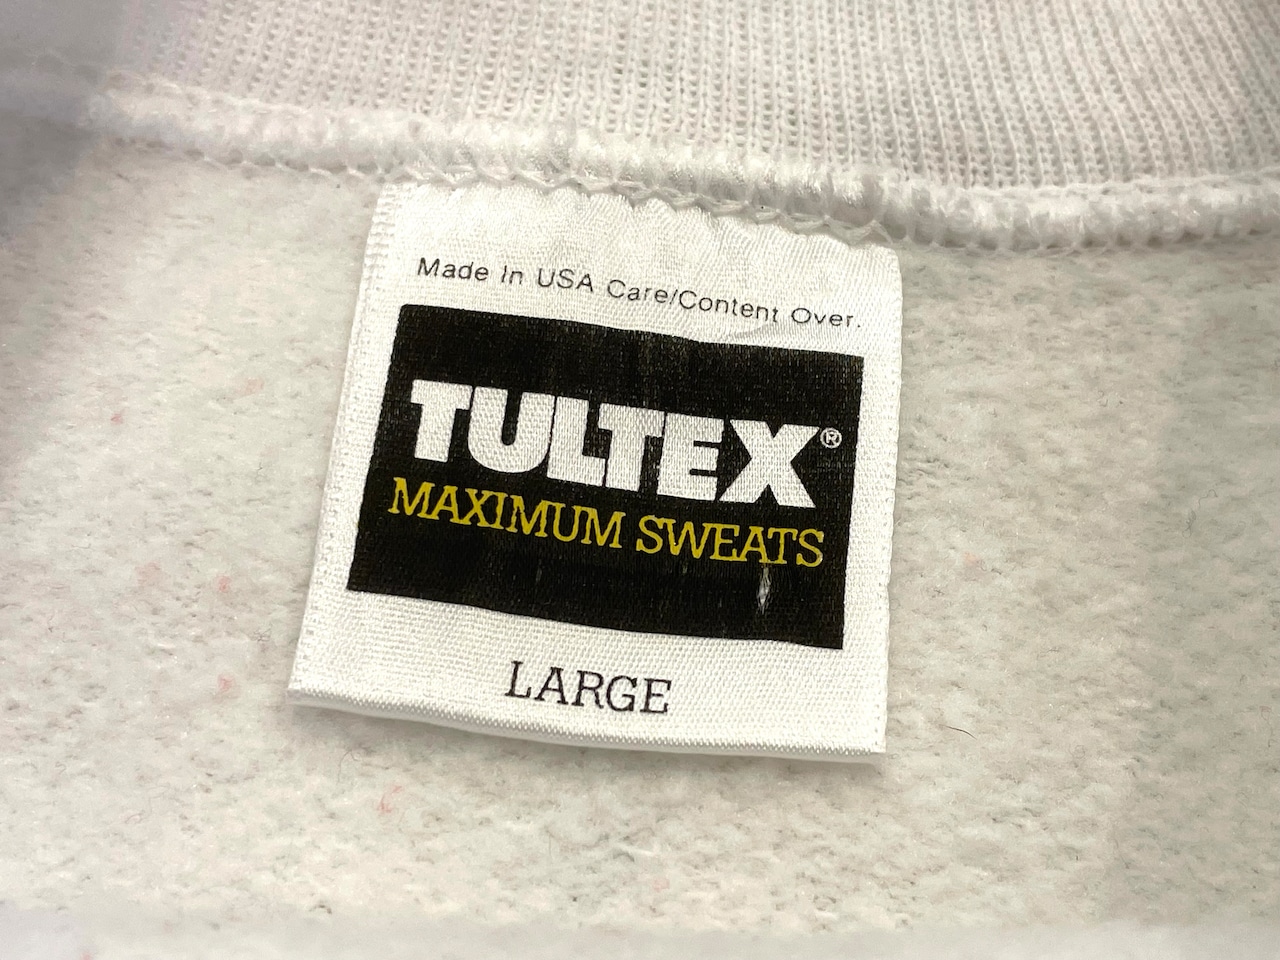 Made In USA Care/Content Over.
TULTEX®
MAXIMUM SWEATS
LARGE